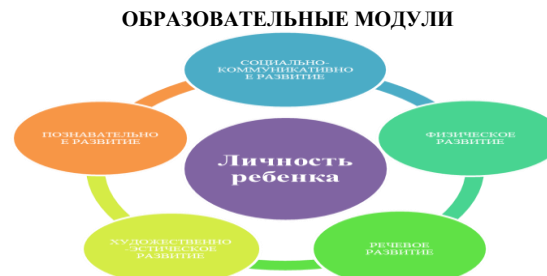 ОБРАЗОВАТЕЛЬНЫЕ МОДУЛИ
СОЦИАЛЬНО-
КОММУНИКАТИВНО
Е РАЗВИТИЕ
ПОЗНАВАТЕЛЬНО
Е РАЗВИТИЕ
ФИЗИЧЕСКОЕ
РАЗВИТИЕ
Личность
ребенка
ХУДОЖЕСТВЕННО
-ЭСТИЧЕСКОЕ
РАЗВИТИЕ
РЕЧЕВОЕ
РАЗВИТИЕ